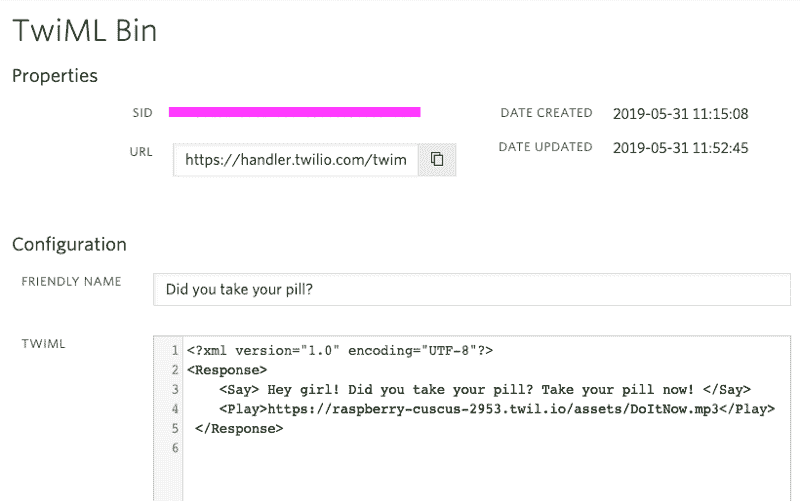 TwiML Bin
Properties
SID
DATE CREATED 2019-05-31 11:15:08
URL https://handler.twilio.com/twim
DATE UPDATED 2019-05-31 11:52:45
Configuration
FRIENDLY NAME Did you take your pill?
TWIML
1 <?xml version="1.0" encoding="UTF-8"?>
2 <Response>
3 <Say> Hey girl! Did you take your pill? Take your pill now! </Say>
4 <Play>https://raspberry-cuscus-2953.twil.io/assets/DoItNow.mp3</Play>
5 </Response>
6